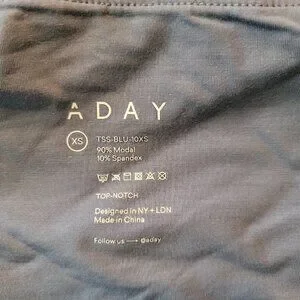 ADAY
XS
TSS-BLU-10XS
90% Modal
10% Spandex
TOP-NOTCH
Designed in NY+LDN
Made in China
Follow us → @aday